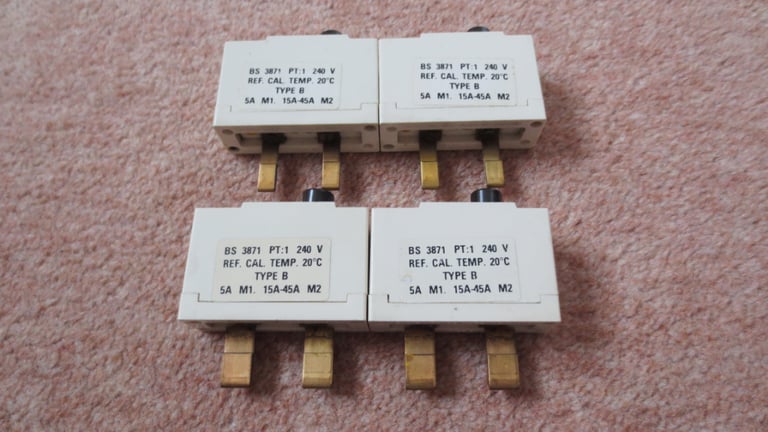 BS 3871 PT:1 240 V
REF. CAL. TEMP. 20°C
TYPE B
5A M1. 15A-45A M2
BS 3871 PT:1 240 V
REF. CAL. TEMP. 20°C
TYPE B
5A M1. 15A-45A M2
BS 3871 PT:1 240 V
REF. CAL. TEMP. 20°C
TYPE B
5A M1. 15A-45A M2
BS 3871 PT:1 240 V
REF. CAL. TEMP. 20°C
TYPE B
5A M1. 15A-45A M2